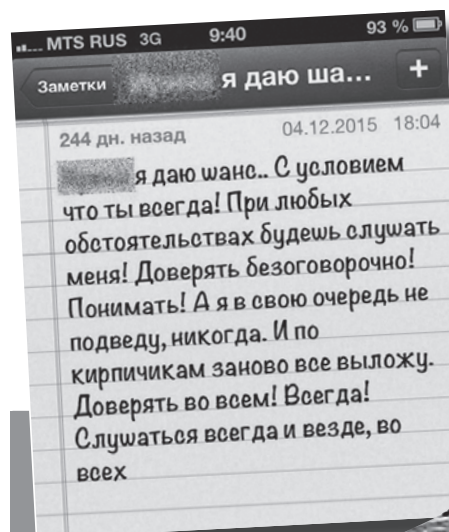 MTS RUS 3G 9:40 93 %
Заметки я даю ша... +
244 дн. назад 04.12.2015 18:04
я даю шанс.. С условием
что ты всегда! При любых
обстоятельствах будешь слушать
меня! Доверять безоговорочно!
Понимать! А я в свою очередь не
подведу, никогда. И по
кирпичикам заново все выложу.
Доверять во всем! Всегда!
Слушаться всегда и везде, во
всех